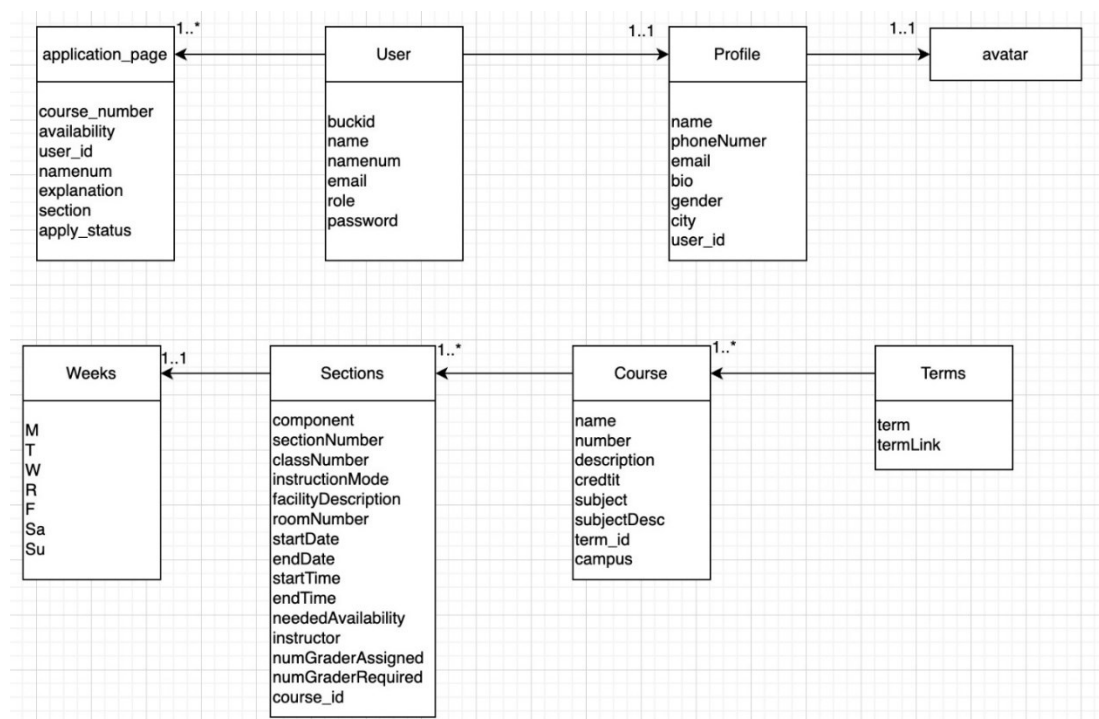 application_page
1..*
User
1..1
Profile
1..1
avatar
course_number
availability
user_id
namenum
explanation
section
apply_status
buckid
name
namenum
email
role
password
name
phoneNumer
email
bio
gender
city
user_id
Weeks
1..1
Sections
1..*
Course
1..*
Terms
M
T
W
R
F
Sa
Su
component
sectionNumber
classNumber
instructionMode
facilityDescription
roomNumber
startDate
endDate
startTime
endTime
neededAvailability
instructor
numGraderAssigned
numGraderRequired
course_id
name
number
description
credtit
subject
subjectDesc
term_id
campus
term
termLink